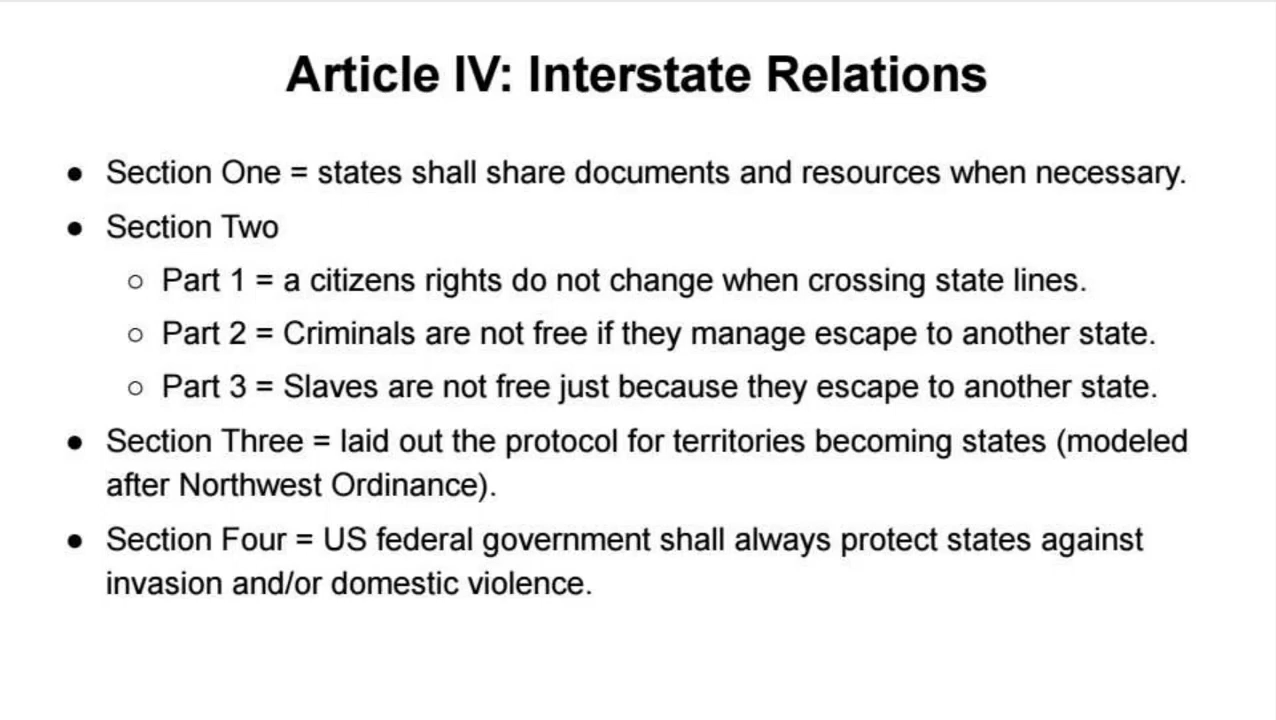 Article IV: Interstate Relations
● Section One = states shall share documents and resources when necessary.
● Section Two
○ Part 1 = a citizens rights do not change when crossing state lines.
○ Part 2 = Criminals are not free if they manage escape to another state.
○ Part 3 = Slaves are not free just because they escape to another state.
● Section Three = laid out the protocol for territories becoming states (modeled
after Northwest Ordinance).
● Section Four = US federal government shall always protect states against
invasion and/or domestic violence.